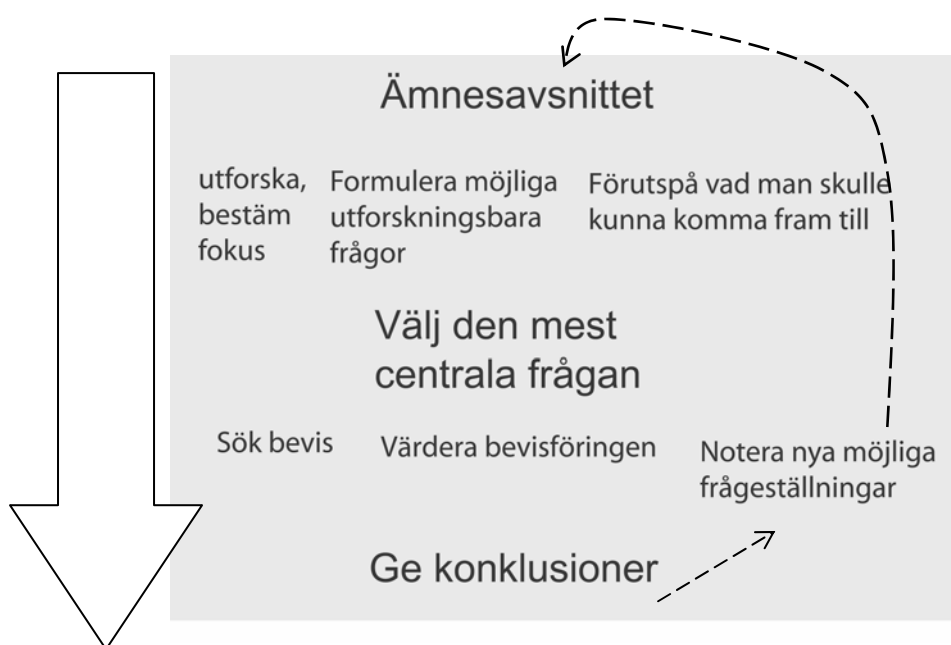 Ämnesavsnittet
utforska,
bestäm
fokus
Formulera möjliga
utforskningsbara
frågor
Förutspå vad man skulle
kunna komma fram till
Välj den mest
centrala frågan
Sök bevis
Värdera bevisföringen
Notera nya möjliga
frågeställningar
Ge konklusioner